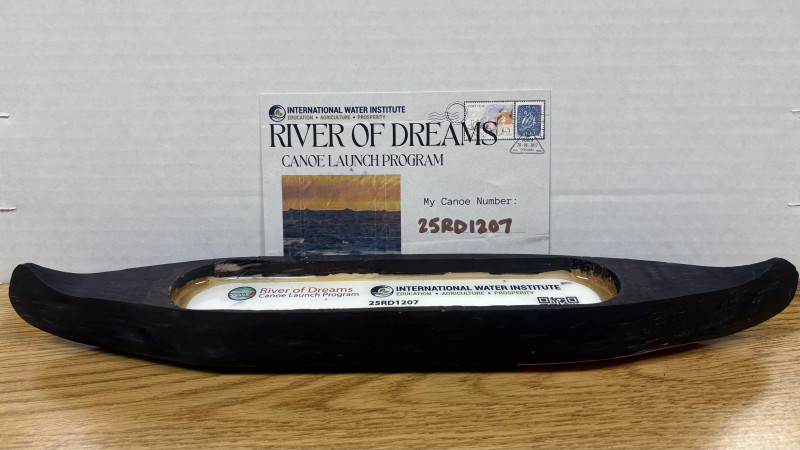 INTERNATIONAL WATER INSTITUTE
EDUCATION • AGRICULTURE • PROSPERITY
RIVER OF DREAMS
CANOE LAUNCH PROGRAM
My Canoe Number:
25RD1207
River of Dreams
Canoe Launch Program
INTERNATIONAL WATER INSTITUTE
EDUCATION • AGRICULTURE • PROSPERITY
25RD1207